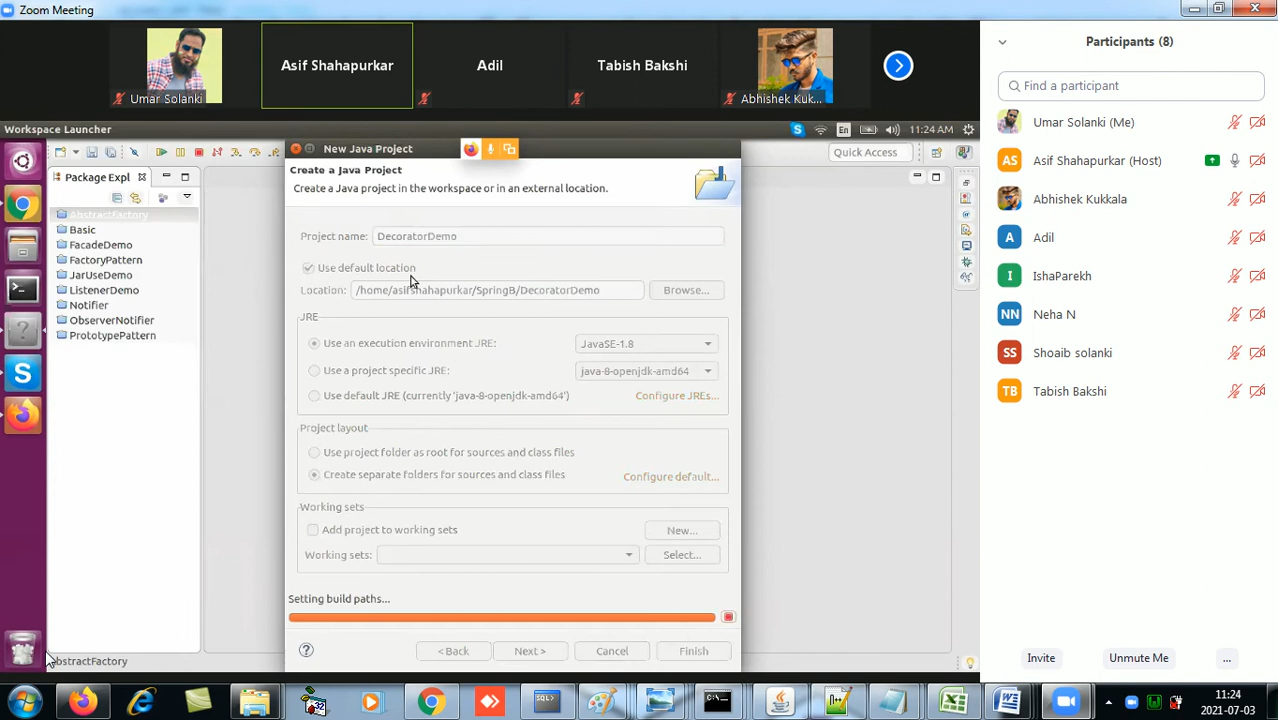 Zoom Meeting
Umar Solanki
Asif Shahapurkar
Adil
Tabish Bakshi
Abhishek Kuk...
Workspace Launcher
En
11:24 AM
New Java Project
Quick Access
Package Expl
AbstractFactory
Basic
FacadeDemo
FactoryPattern
JarUseDemo
ListenerDemo
Notifier
ObserverNotifier
PrototypePattern
Create a Java Project
Create a Java project in the workspace or in an external location.
Project name: DecoratorDemo
Use default location
Location: /home/asifshahapurkar/SpringB/DecoratorDemo Browse...
JRE
Use an execution environment JRE: JavaSE-1.8
Use a project specific JRE: java-8-openjdk-amd64
Use default JRE (currently 'java-8-openjdk-amd64') Configure JREs...
Project layout
Use project folder as root for sources and class files
Create separate folders for sources and class files Configure default...
Working sets
Add project to working sets New...
Working sets: Select...
Setting build paths...
?
< Back Next > Cancel Finish
bstractFactory
Participants (8)
Find a participant
Umar Solanki (Me)
AS Asif Shahapurkar (Host)
Abhishek Kukkala
A Adil
I IshaParekh
NN Neha N
SS Shoaib solanki
TB Tabish Bakshi
Invite Unmute Me ...
11:24
2021-07-03